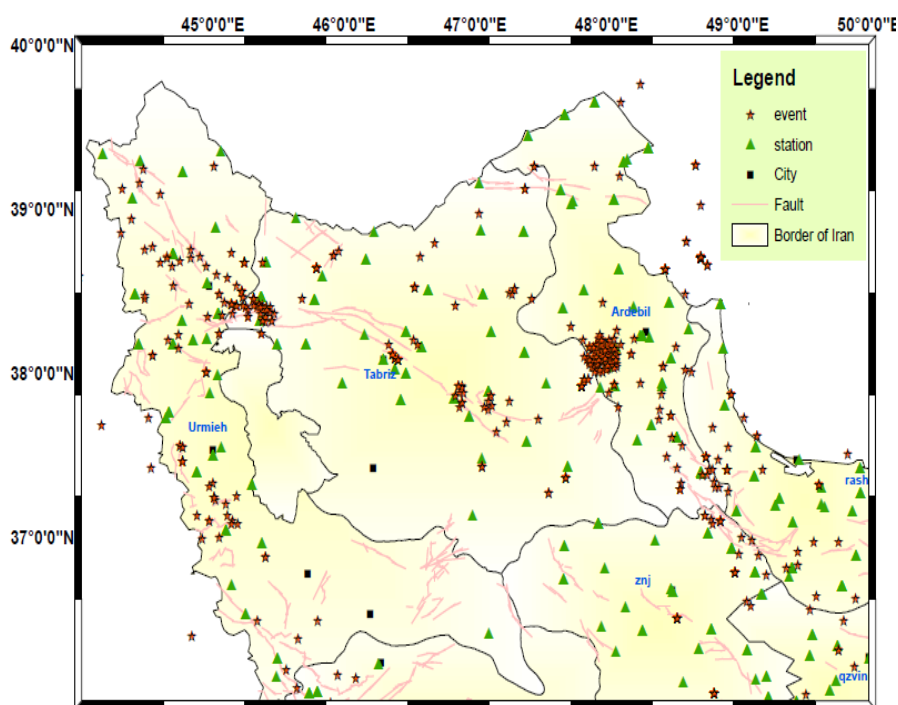 45°0'0"E 46°0'0"E 47°0'0"E 48°0'0"E 49°0'0"E 50°0'0"E
40°0'0"N
Legend
event
station
City
Fault
Border of Iran
39°0'0"N
Ardebil
38°0'0"N
Tabriz
Urmieh
rash
37°0'0"N
znj
qzvin